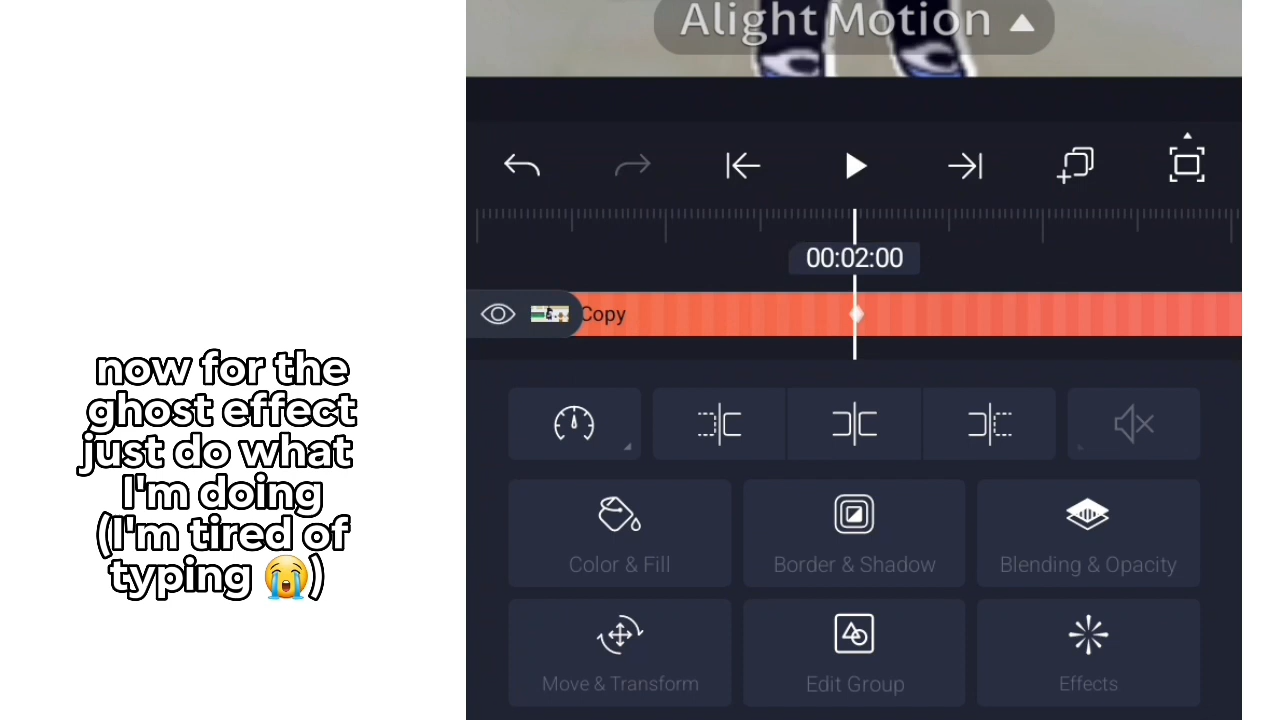 Alight Motion
00:02:00
Copy
now for the
ghost effect
just do what
I'm doing
(I'm tired of
typing 😭)
Color & Fill
Border & Shadow
Blending & Opacity
Move & Transform
Edit Group
Effects